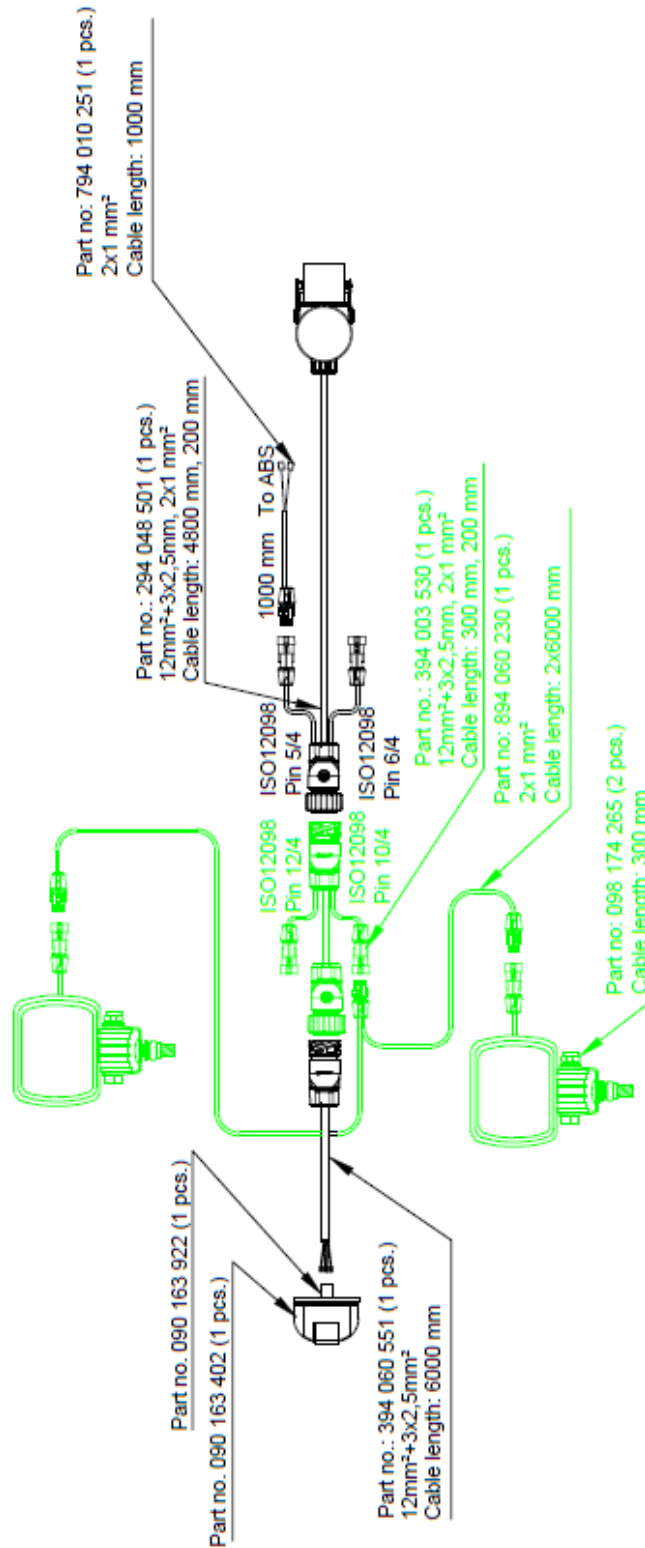 Part no: 794 010 251 (1 pcs.)
2x1 mm²
Cable length: 1000 mm
Part no.: 294 048 501 (1 pcs.)
12mm²+3x2,5mm, 2x1 mm²
Cable length: 4800 mm, 200 mm
1000 mm To ABS
ISO12098
Pin 5/4
ISO12098
Pin 6/4
ISO12098
Pin 12/4
ISO12098
Pin 10/4
Part no.: 394 003 530 (1 pcs.)
12mm²+3x2,5mm, 2x1 mm²
Cable length: 300 mm, 200 mm
Part no: 894 060 230 (1 pcs.)
2x1 mm²
Cable length: 2x6000 mm
Part no: 098 174 265 (2 pcs.)
Cable length: 300 mm
Part no. 090 163 922 (1 pcs.)
Part no. 090 163 402 (1 pcs.)
Part no.: 394 060 551 (1 pcs.)
12mm²+3x2,5mm²
Cable length: 6000 mm